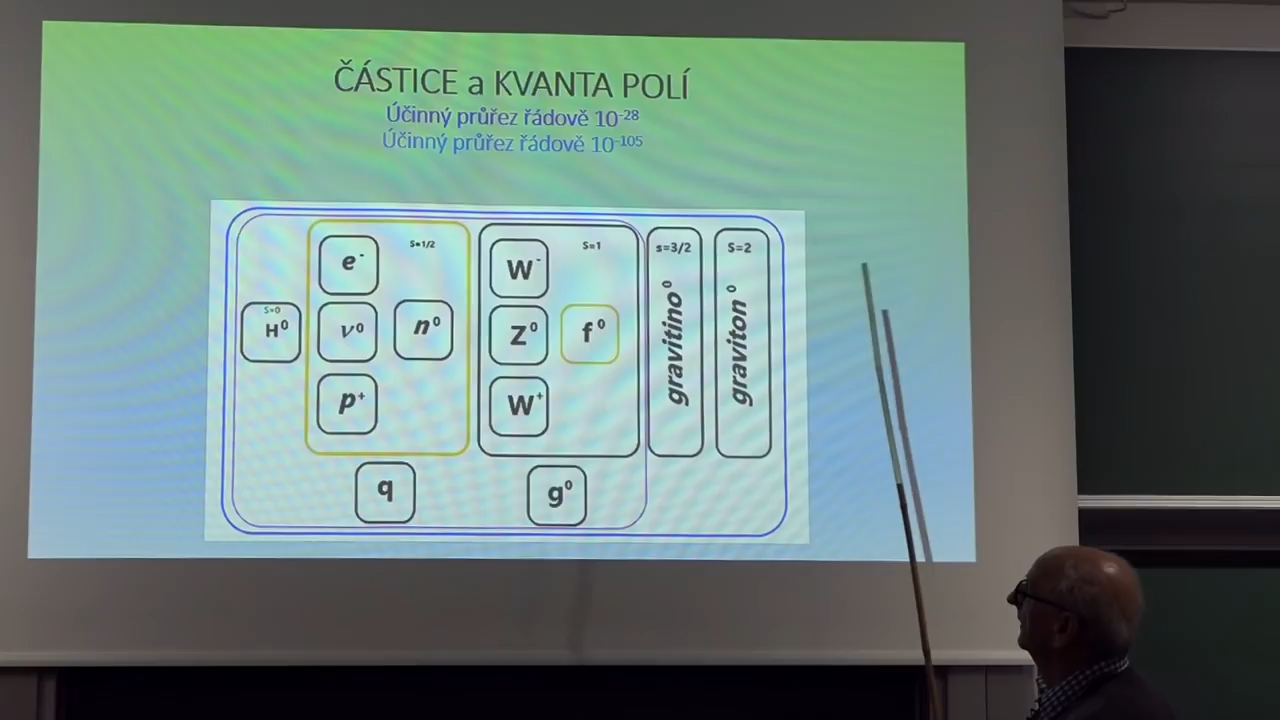 ČÁSTICE a KVANTA POLÍ
Účinný průřez řádově 10⁻²⁸
Účinný průřez řádově 10⁻¹⁰⁵
S=0
H⁰
S=1/2
e⁻
ν⁰
n⁰
p⁺
q
S=1
W⁻
Z⁰
f⁰
W⁺
g⁰
s=3/2
gravitino⁰
S=2
graviton⁰